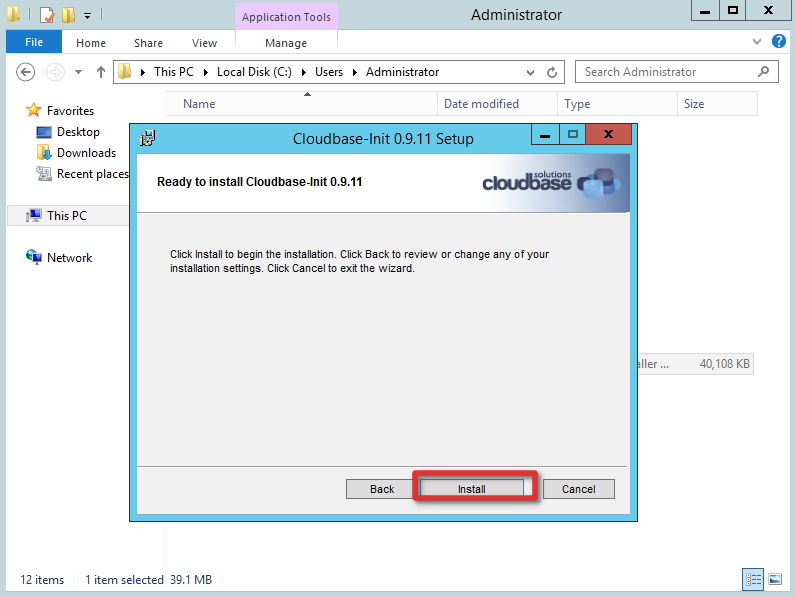 Application Tools
Administrator
File
Home
Share
View
Manage
This PC
Local Disk (C:)
Users
Administrator
Search Administrator
Name
Date modified
Type
Size
Favorites
Desktop
Downloads
Recent places
This PC
Network
Cloudbase-Init 0.9.11 Setup
Ready to install Cloudbase-Init 0.9.11
cloudbase
solutions
Click Install to begin the installation. Click Back to review or change any of your
installation settings. Click Cancel to exit the wizard.
aller ...
40,108 KB
Back
Install
Cancel
12 items
1 item selected 39.1 MB